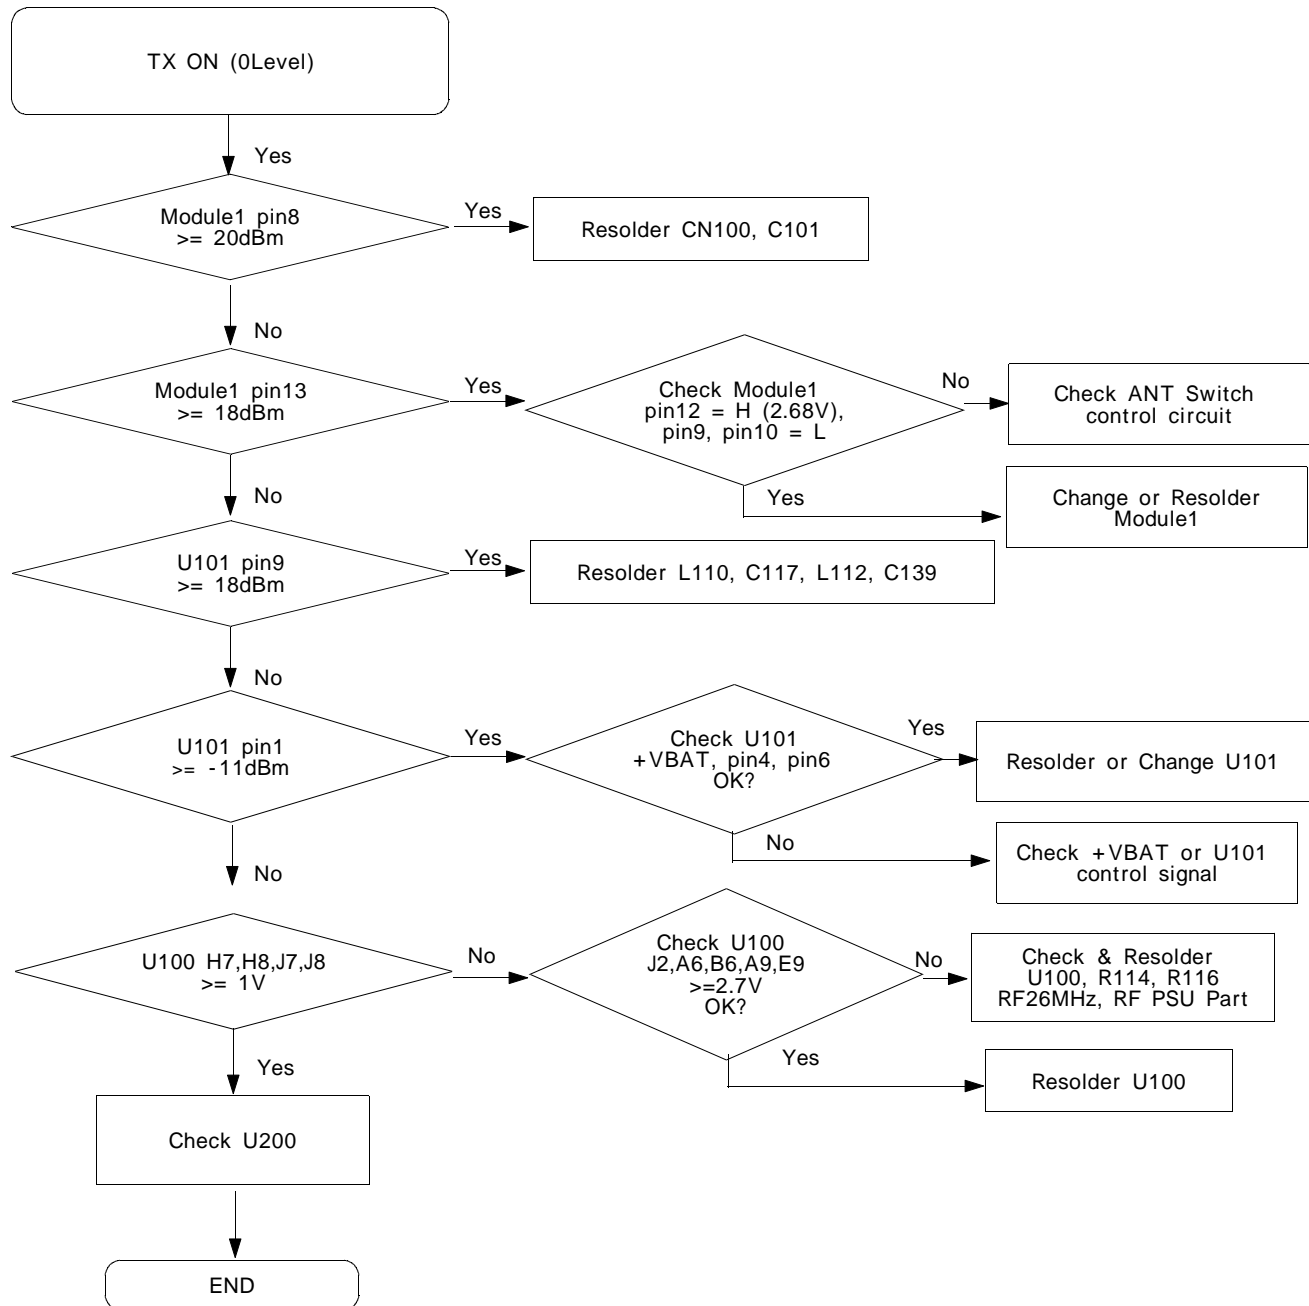 TX ON (0Level)
Yes
Module1 pin8
>= 20dBm
Yes
Resolder CN100, C101
No
Module1 pin13
>= 18dBm
Yes
Check Module1
pin12 = H (2.68V),
pin9, pin10 = L
No
Check ANT Switch
control circuit
Yes
Change or Resolder
Module1
No
U101 pin9
>= 18dBm
Yes
Resolder L110, C117, L112, C139
No
U101 pin1
>= -11dBm
Yes
Check U101
+VBAT, pin4, pin6
OK?
Yes
Resolder or Change U101
No
Check +VBAT or U101
control signal
No
U100 H7,H8,J7,J8
>= 1V
No
Check U100
J2,A6,B6,A9,E9
>=2.7V
OK?
No
Check & Resolder
U100, R114, R116
RF26MHz, RF PSU Part
Yes
Resolder U100
Yes
Check U200
END